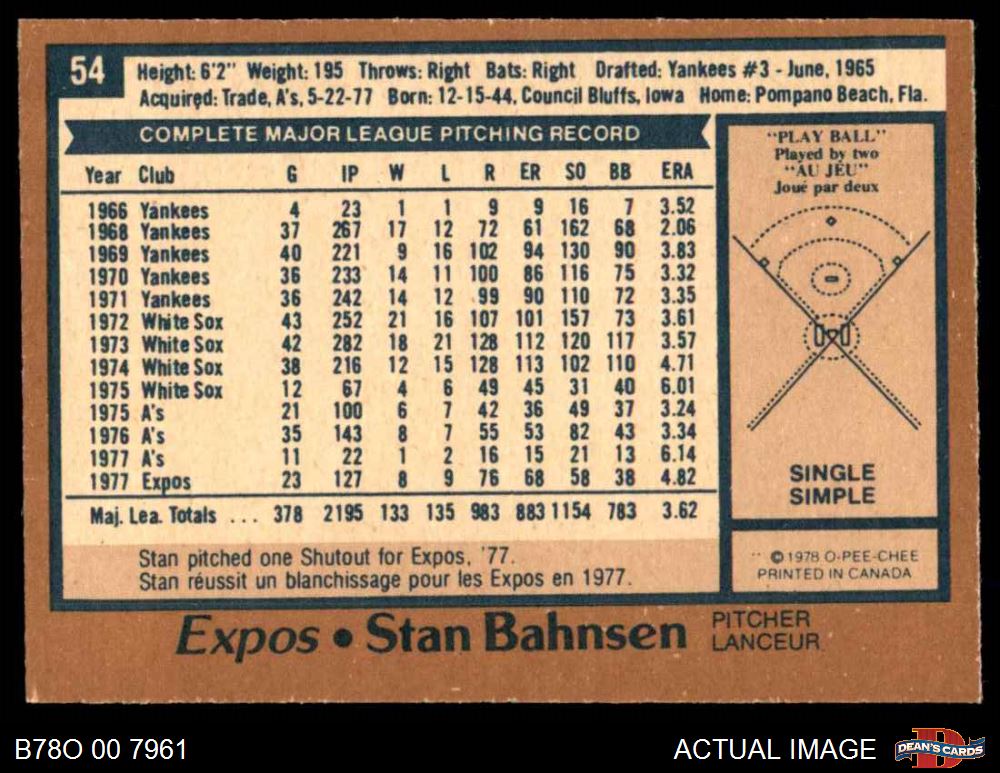 54
Height: 6'2" Weight: 195 Throws: Right Bats: Right Drafted: Yankees #3 - June, 1965
Acquired: Trade, A's, 5-22-77 Born: 12-15-44, Council Bluffs, Iowa Home: Pompano Beach, Fla.
COMPLETE MAJOR LEAGUE PITCHING RECORD
Year Club G IP W L R ER SO BB ERA
1966 Yankees 4 23 1 1 9 9 16 7 3.52
1968 Yankees 37 267 17 12 72 61 162 68 2.06
1969 Yankees 40 221 9 16 102 94 130 90 3.83
1970 Yankees 36 233 14 11 100 86 116 75 3.32
1971 Yankees 36 242 14 12 99 90 110 72 3.35
1972 White Sox 43 252 21 16 107 101 157 73 3.61
1973 White Sox 42 282 18 21 128 112 120 117 3.57
1974 White Sox 38 216 12 15 128 113 102 110 4.71
1975 White Sox 12 67 4 6 49 45 31 40 6.01
1975 A's 21 100 6 7 42 36 49 37 3.24
1976 A's 35 143 8 7 55 53 82 43 3.34
1977 A's 11 22 1 2 16 15 21 13 6.14
1977 Expos 23 127 8 9 76 68 58 38 4.82
Maj. Lea. Totals ... 378 2195 133 135 983 883 1154 783 3.62
Stan pitched one Shutout for Expos, '77.
Stan réussit un blanchissage pour les Expos en 1977.
"PLAY BALL"
Played by two
"AU JEU"
Joué par deux
SINGLE
SIMPLE
© 1978 O-PEE-CHEE
PRINTED IN CANADA
Expos • Stan Bahnsen
PITCHER
LANCEUR
B78O 00 7961
ACTUAL IMAGE
DEAN'S CARDS